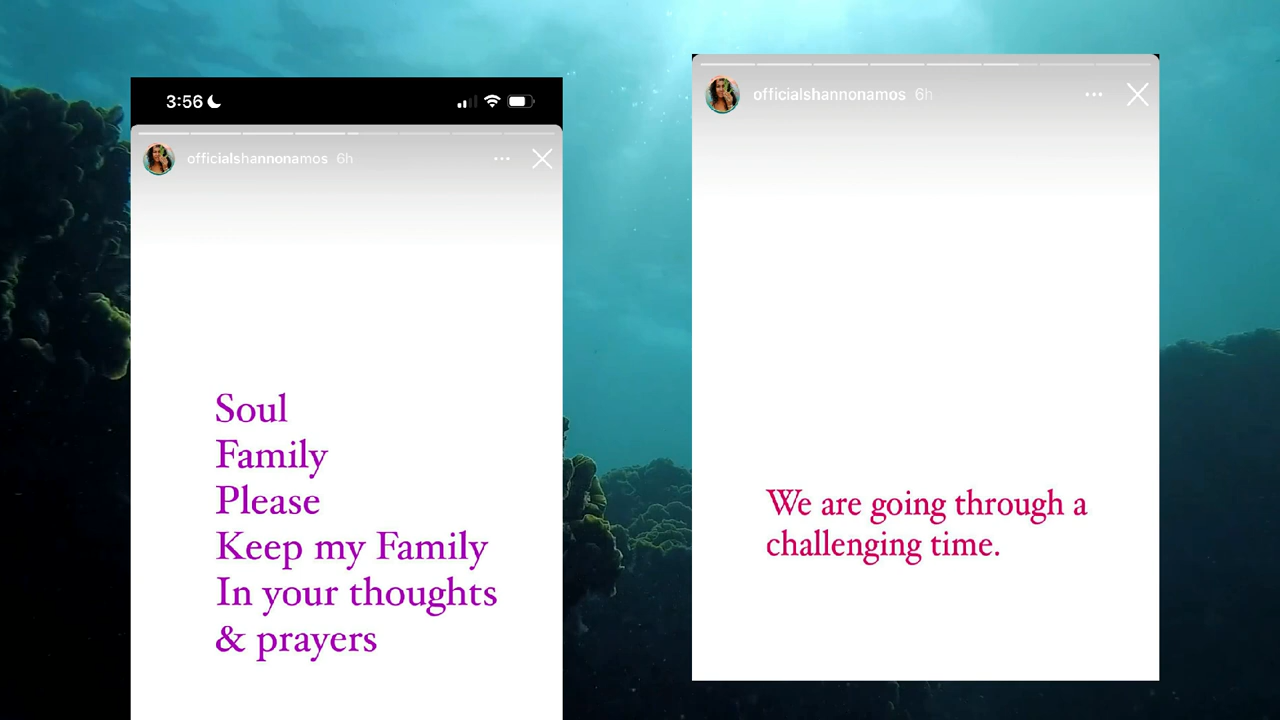 3:56
officialshannonamos 6h
Soul
Family
Please
Keep my Family
In your thoughts
& prayers
officialshannonamos 6h
We are going through a
challenging time.